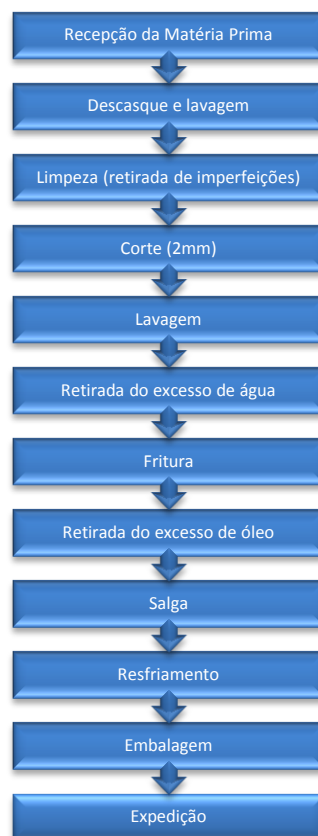 Recepção da Matéria Prima
Descasque e lavagem
Limpeza (retirada de imperfeições)
Corte (2mm)
Lavagem
Retirada do excesso de água
Fritura
Retirada do excesso de óleo
Salga
Resfriamento
Embalagem
Expedição